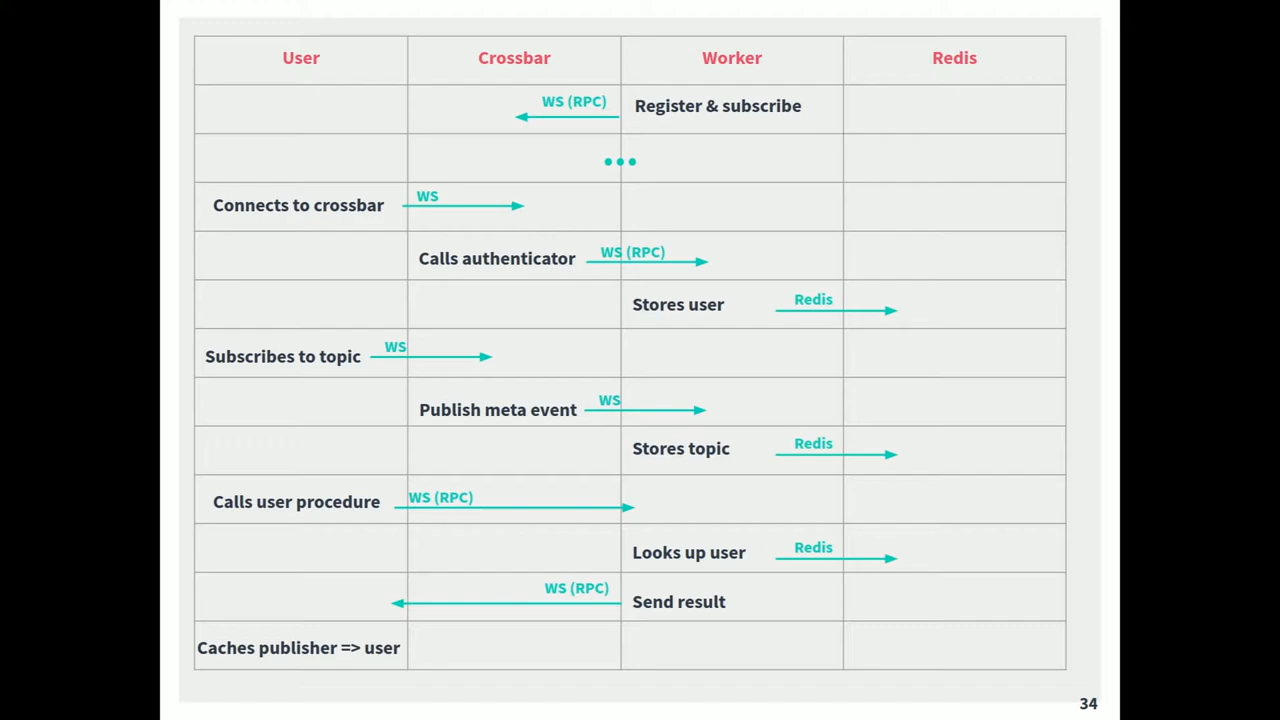 User Crossbar Worker Redis
WS (RPC) Register & subscribe
Connects to crossbar WS
Calls authenticator WS (RPC)
Stores user Redis
Subscribes to topic WS
Publish meta event WS
Stores topic Redis
Calls user procedure WS (RPC)
Looks up user Redis
WS (RPC) Send result
Caches publisher => user
34